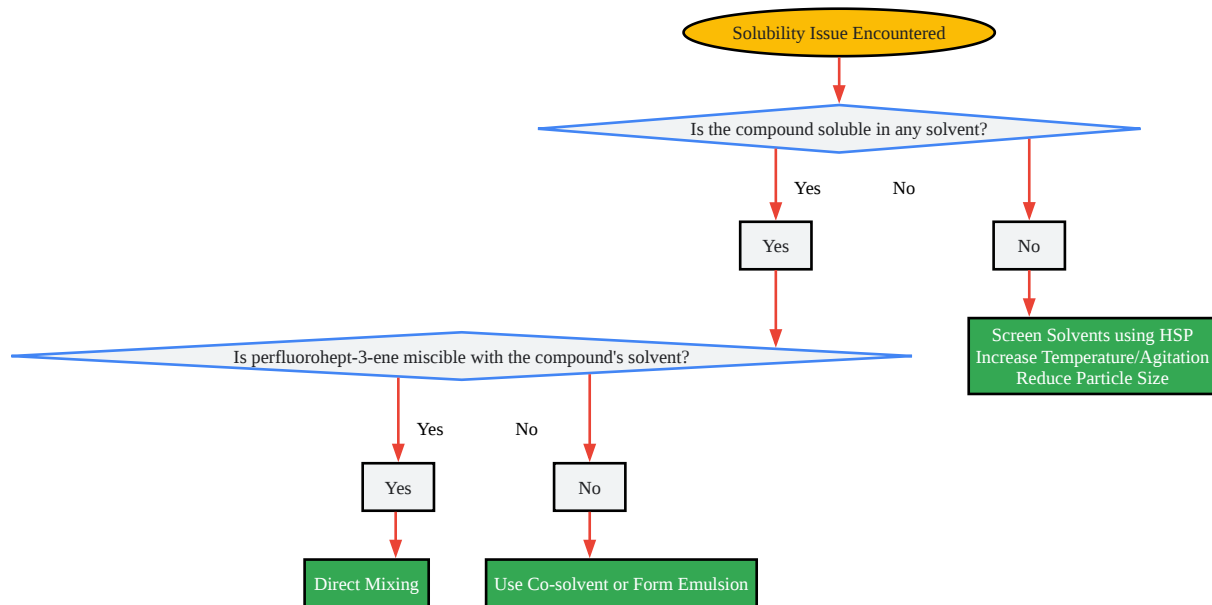 Solubility Issue Encountered
Is the compound soluble in any solvent?
Yes
No
Yes
No
Screen Solvents using HSP
Increase Temperature/Agitation
Reduce Particle Size
Is perfluorohept-3-ene miscible with the compound's solvent?
Yes
No
Yes
No
Direct Mixing
Use Co-solvent or Form Emulsion